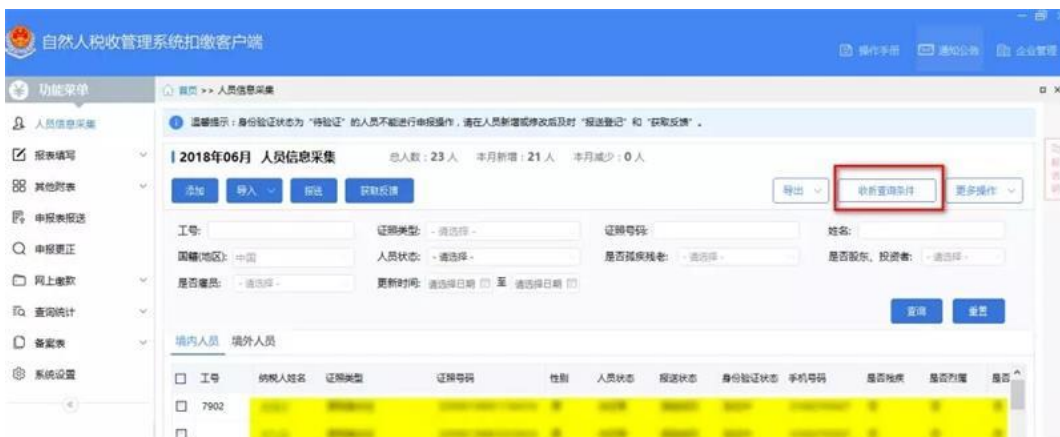 自然人税收管理系统扣缴客户端
操作手册 通知公告 企业管理
功能菜单
首页 >> 人员信息采集
人员信息采集
温馨提示：身份验证状态为 "待验证" 的人员不能进行申报操作，请在人员新增或修改后及时 "报送登记" 和 "获取反馈" 。
报表填写
2018年06月 人员信息采集 总人数：23 人 本月新增：21 人 本月减少：0 人
其他附表
添加 导入 报送 获取反馈 导出 收折查询条件 更多操作
申报表报送
工号: 证照类型: - 请选择 - 证照号码: 姓名:
申报更正
国籍(地区): 中国 人员状态: - 请选择 - 是否孤疾残老: - 请选择 - 是否股东、投资者: - 请选择 -
网上缴款
是否雇员: - 请选择 - 更新时间: 请选择日期 至 请选择日期
查询统计
查询 重置
备案表
境内人员 境外人员
系统设置
工号 纳税人姓名 证照类型 证照号码 性别 人员状态 报送状态 身份验证状态 手机号码 是否残疾 是否烈属 是否
7902